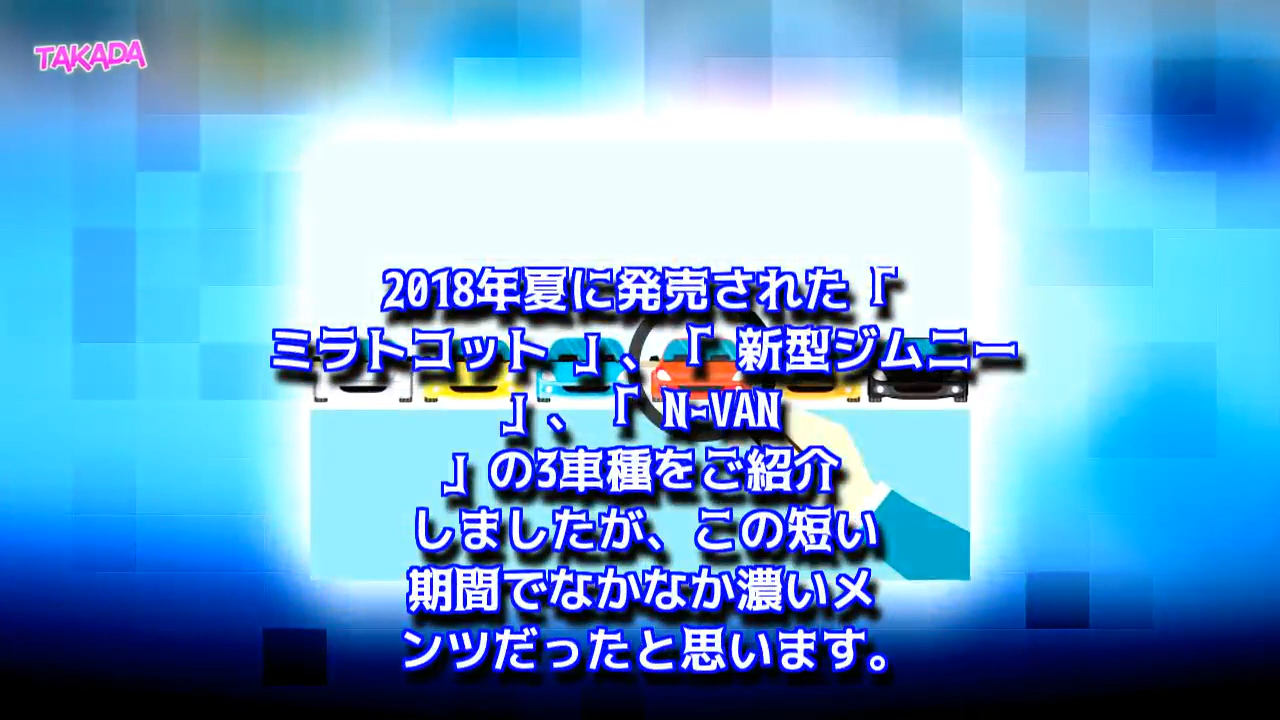 TAKADA
2018年夏に発売された「
ミラトコット 」、「 新型ジムニー
」、「 N-VAN
」の3車種をご紹介
しましたが、この短い
期間でなかなか濃いメ
ンツだったと思います。